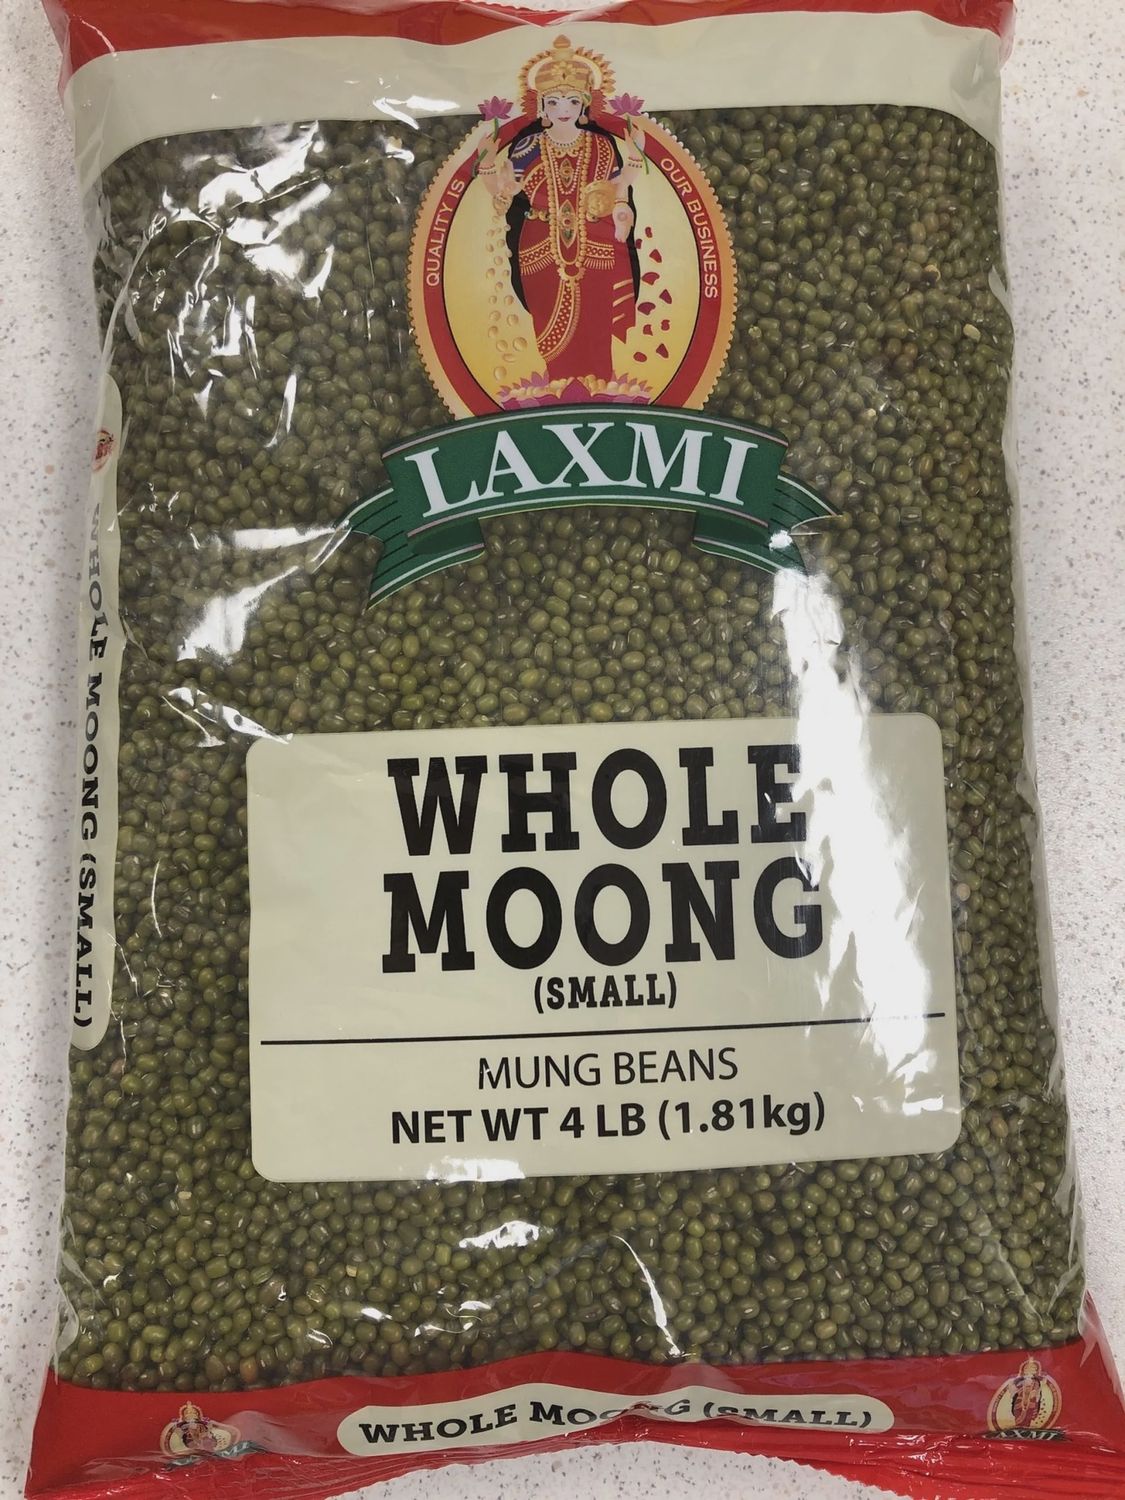 QUALITY IS
OUR BUSINESS
LAXMI
WHOLE MOONG (SMALL)
WHOLE
MOONG
(SMALL)
MUNG BEANS
NET WT 4 LB (1.81kg)
WHOLE MOONG (SMALL)
LAXMI